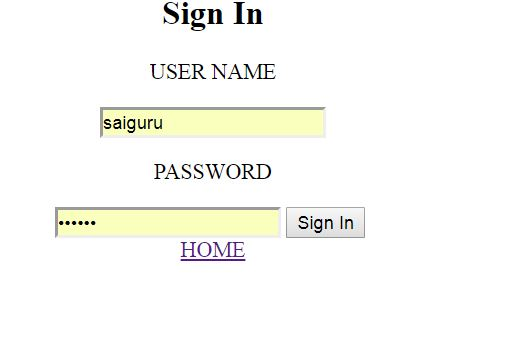 Sign In
USER NAME
saiguru
PASSWORD
•••••• Sign In
HOME